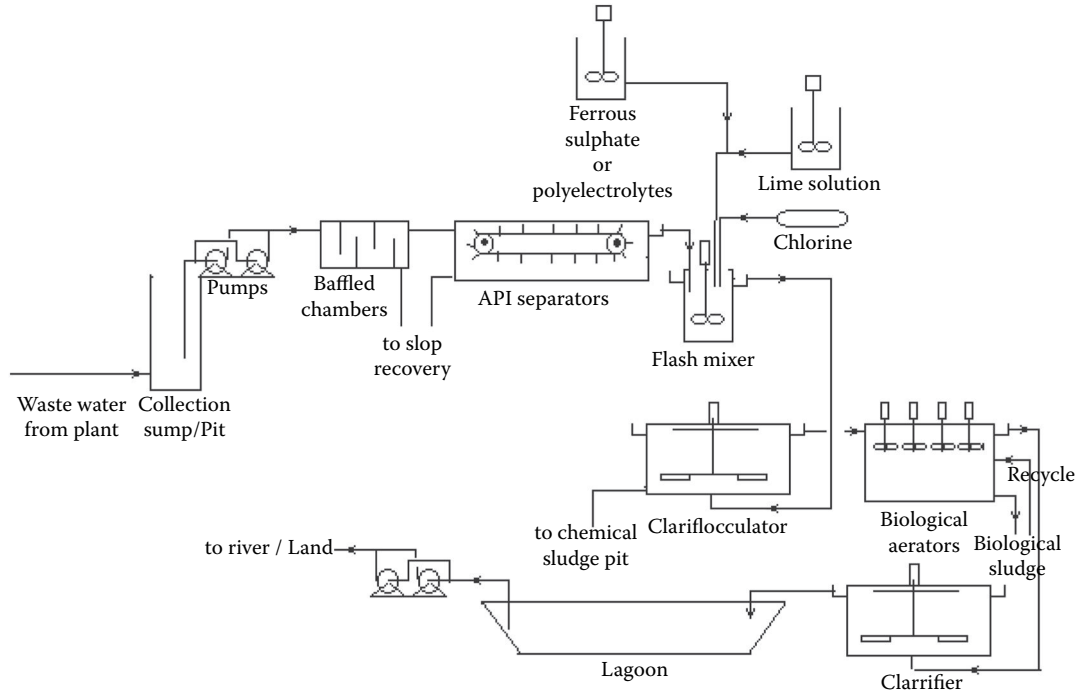 Ferrous
sulphate
or
polyelectrolytes
Lime solution
Chlorine
Pumps
Baffled
chambers
API separators
to slop
recovery
Flash mixer
Waste water
from plant
Collection
sump/Pit
Recycle
Clariflocculator
to chemical
sludge pit
Biological
aerators
Biological
sludge
to river / Land
Lagoon
Clarrifier